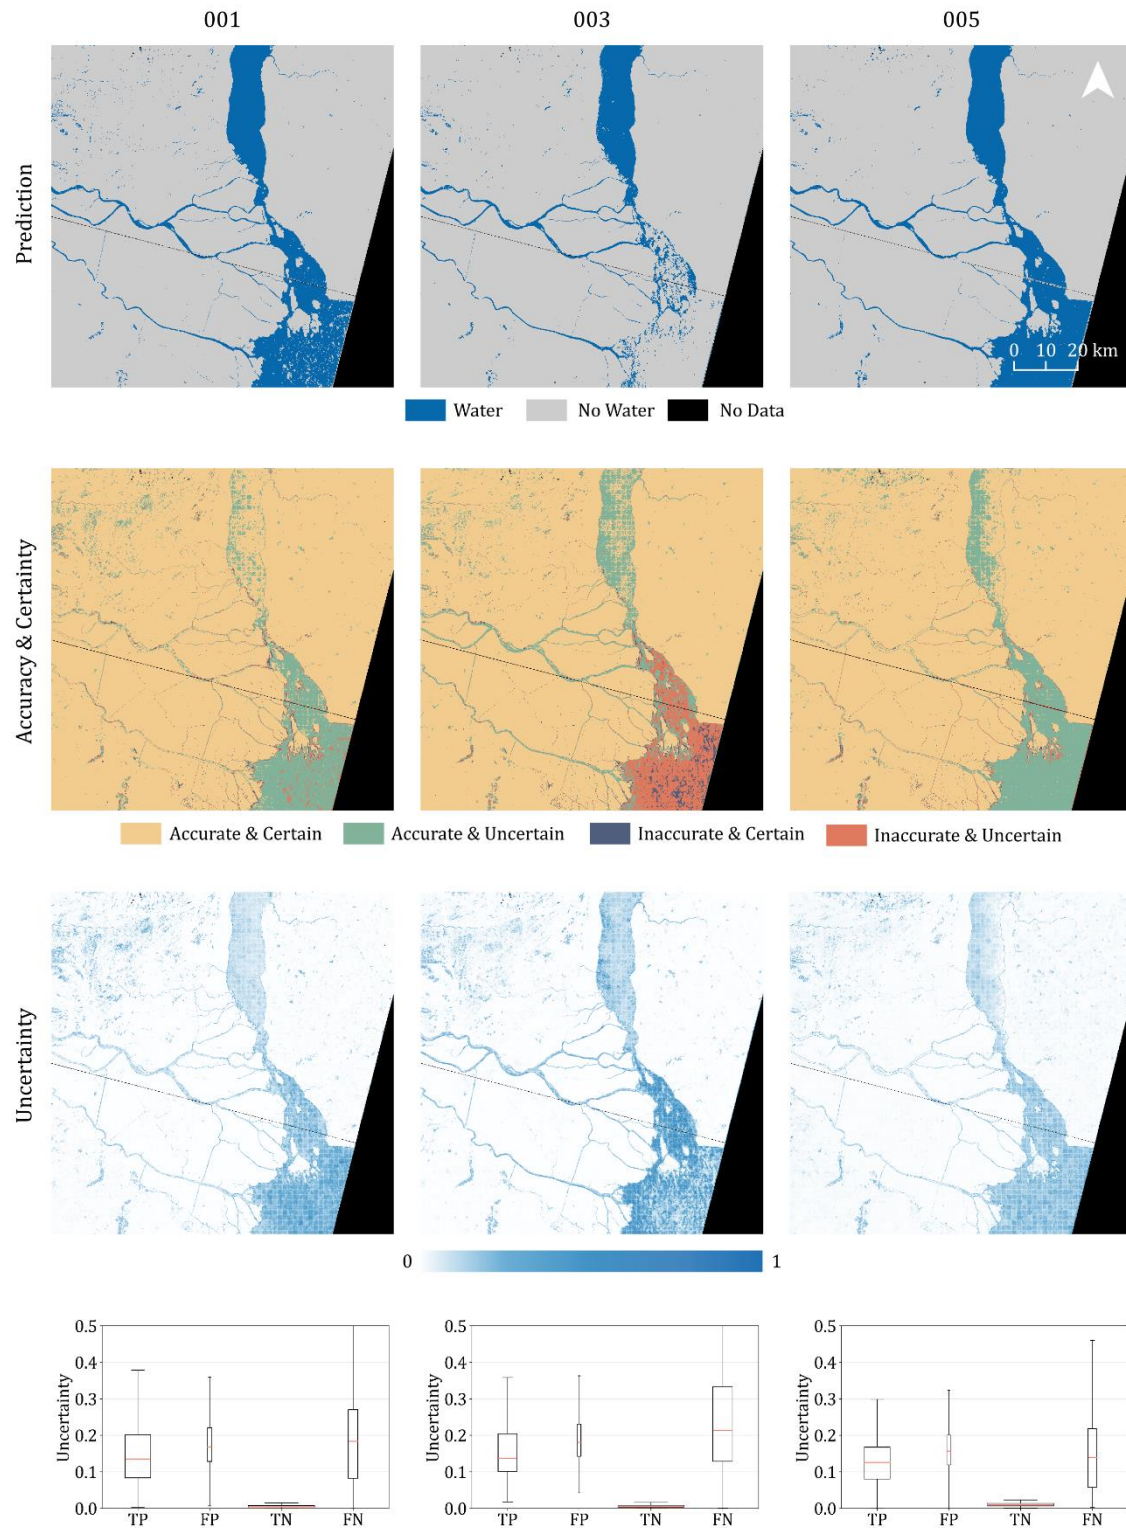 001 003 005
Prediction
0 10 20 km
Water No Water No Data
Accuracy & Certainty
Accurate & Certain Accurate & Uncertain Inaccurate & Certain Inaccurate & Uncertain
Uncertainty
0 1
0.5 0.5 0.5
0.4 0.4 0.4
0.3 0.3 0.3
0.2 0.2 0.2
0.1 0.1 0.1
0.0 0.0 0.0
Uncertainty Uncertainty Uncertainty
TP FP TN FN TP FP TN FN TP FP TN FN